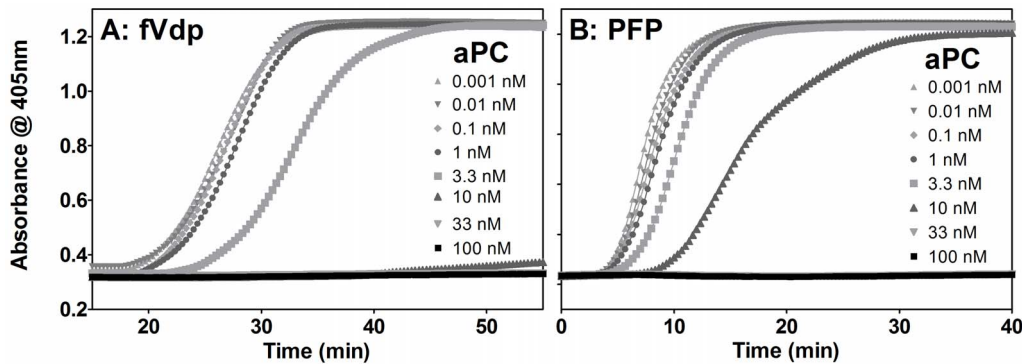 A: fVdp
B: PFP
Absorbance @ 405nm
1.2
1.0
0.8
0.6
0.4
0.2
aPC
0.001 nM
0.01 nM
0.1 nM
1 nM
3.3 nM
10 nM
33 nM
100 nM
aPC
0.001 nM
0.01 nM
0.1 nM
1 nM
3.3 nM
10 nM
33 nM
100 nM
20 30 40 50
0 10 20 30 40
Time (min)
Time (min)